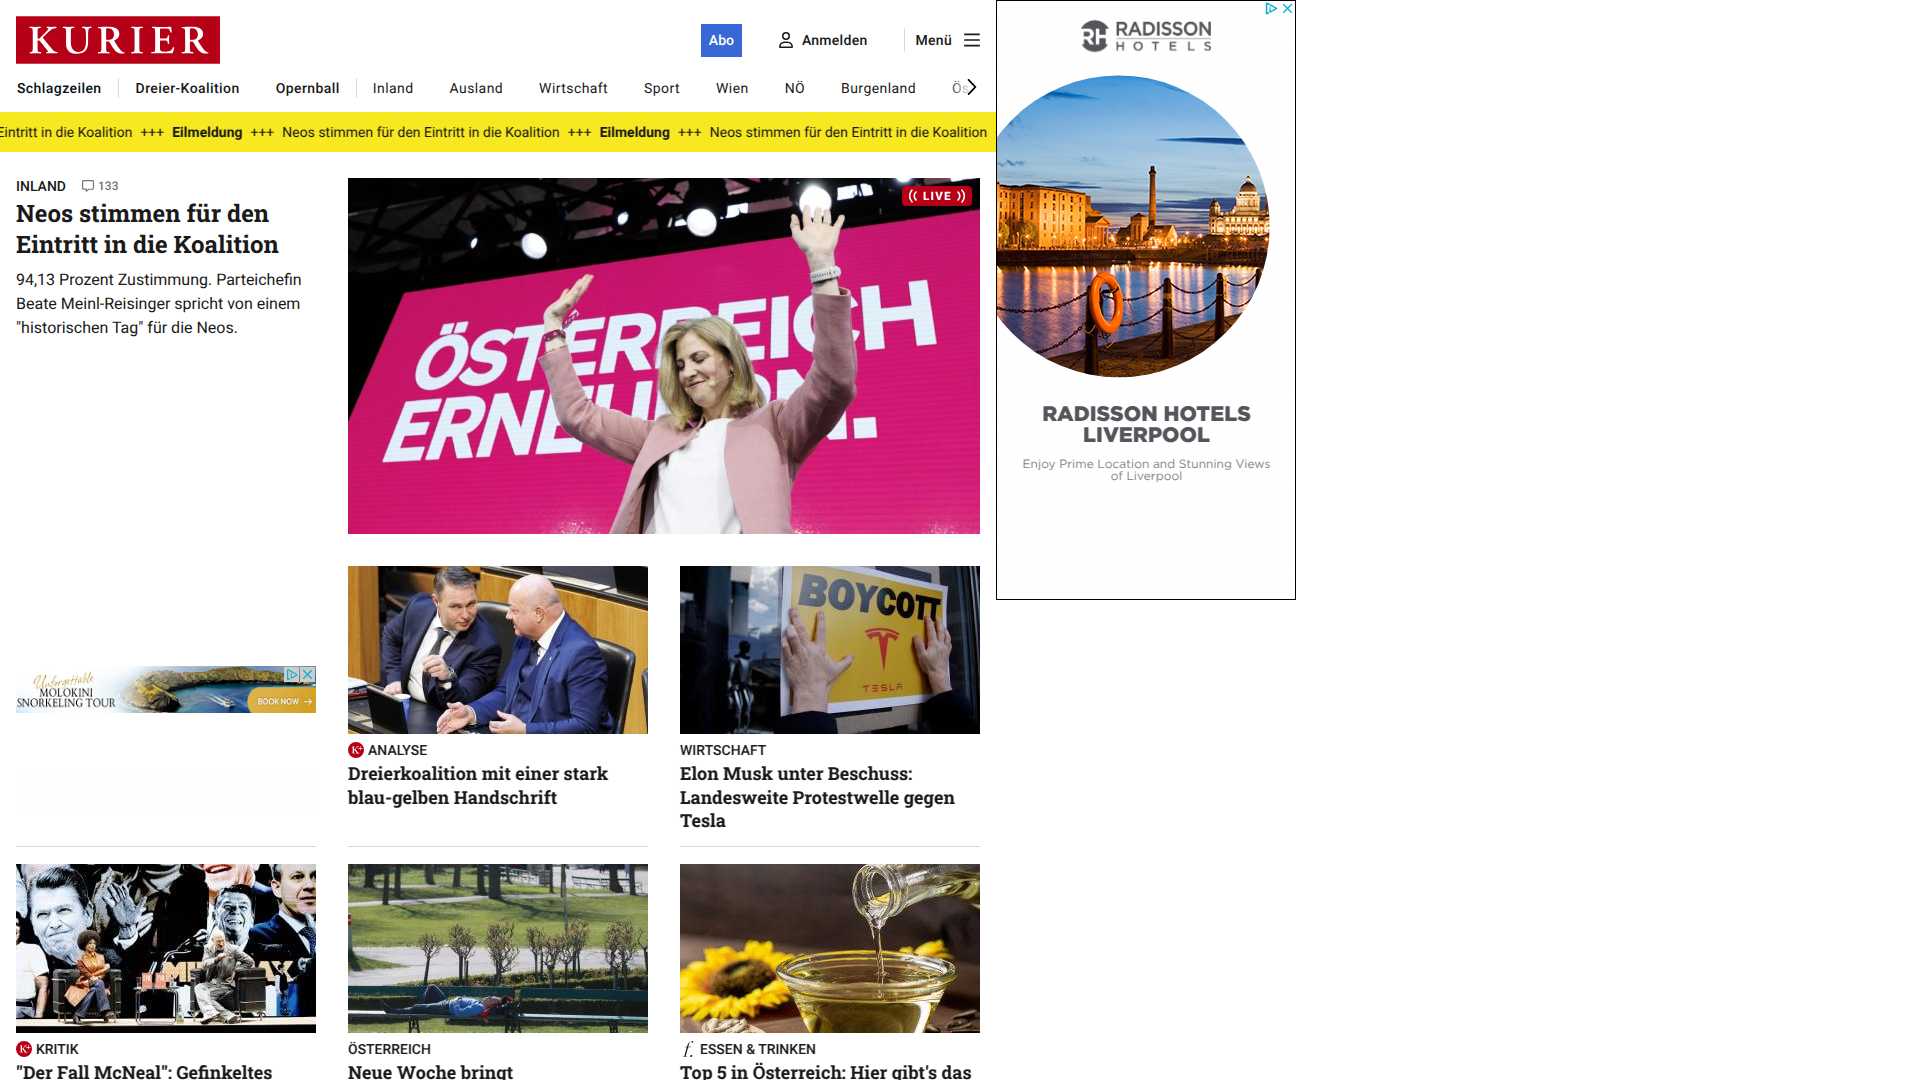 KURIER
Abo
Anmelden
Menü
Schlagzeilen
Dreier-Koalition
Opernball
Inland
Ausland
Wirtschaft
Sport
Wien
NÖ
Burgenland
Eintritt in die Koalition +++ Eilmeldung +++ Neos stimmen für den Eintritt in die Koalition +++ Eilmeldung +++ Neos stimmen für den Eintritt in die Koalition
INLAND 133
Neos stimmen für den
Eintritt in die Koalition
94,13 Prozent Zustimmung. Parteichefin
Beate Meinl-Reisinger spricht von einem
"historischen Tag" für die Neos.
LIVE
ÖSTERREICH
ERNEUERN.
RADISSON
HOTELS
RADISSON HOTELS
LIVERPOOL
Enjoy Prime Location and Stunning Views
of Liverpool
Unforgettable
MOLOKINI
SNORKELING TOUR
BOOK NOW
BOYCOTT
TESLA
K+ ANALYSE
Dreierkoalition mit einer stark
blau-gelben Handschrift
WIRTSCHAFT
Elon Musk unter Beschuss:
Landesweite Protestwelle gegen
Tesla
K+ KRITIK
"Der Fall McNeal": Gefinkeltes
ÖSTERREICH
Neue Woche bringt
f. ESSEN & TRINKEN
Top 5 in Österreich: Hier gibt's das